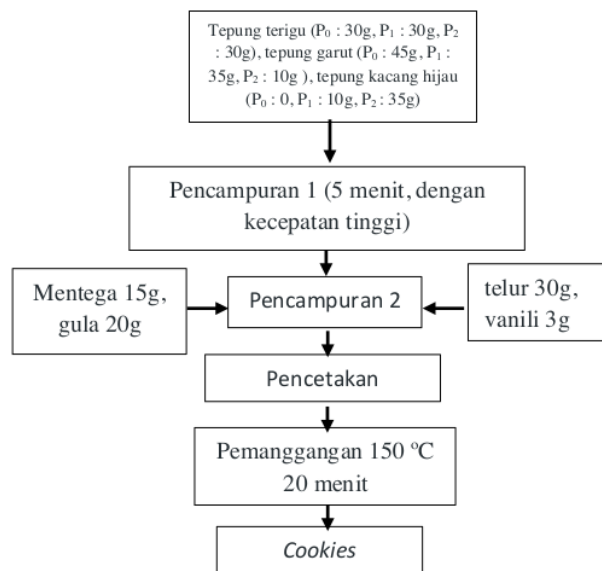 Tepung terigu (P₀ : 30g, P₁ : 30g, P₂
: 30g), tepung garut (P₀ : 45g, P₁ :
35g, P₂ : 10g ), tepung kacang hijau
(P₀ : 0, P₁ : 10g, P₂ : 35g)
Pencampuran 1 (5 menit, dengan
kecepatan tinggi)
Mentega 15g,
gula 20g
Pencampuran 2
telur 30g,
vanili 3g
Pencetakan
Pemanggangan 150 ºC
20 menit
Cookies